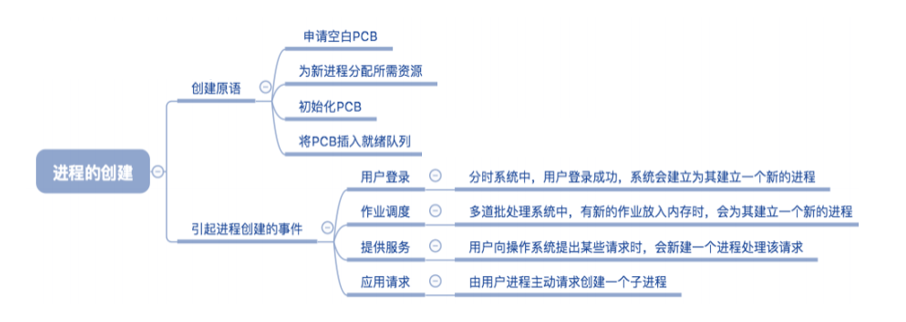 进程的创建
创建原语
申请空白PCB
为新进程分配所需资源
初始化PCB
将PCB插入就绪队列
引起进程创建的事件
用户登录
分时系统中，用户登录成功，系统会建立为其建立一个新的进程
作业调度
多道批处理系统中，有新的作业放入内存时，会为其建立一个新的进程
提供服务
用户向操作系统提出某些请求时，会新建一个进程处理该请求
应用请求
由用户进程主动请求创建一个子进程